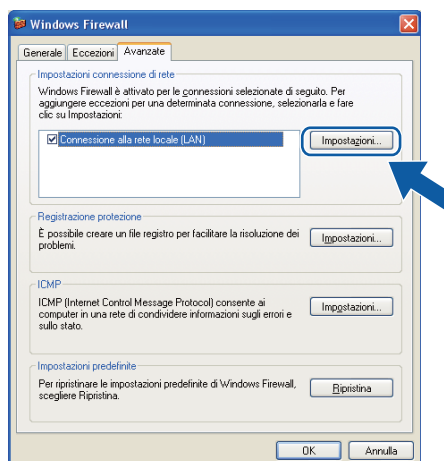 Windows Firewall
Generale Eccezioni Avanzate
Impostazioni connessione di rete
Windows Firewall è attivato per le connessioni selezionate di seguito. Per
aggiungere eccezioni per una determinata connessione, selezionarla e fare
clic su Impostazioni:
Connessione alla rete locale (LAN)
Impostazioni...
Registrazione protezione
È possibile creare un file registro per facilitare la risoluzione dei
problemi.
Impostazioni...
ICMP
ICMP (Internet Control Message Protocol) consente ai
computer in una rete di condividere informazioni sugli errori e
sullo stato.
Impostazioni...
Impostazioni predefinite
Per ripristinare le impostazioni predefinite di Windows Firewall,
scegliere Ripristina.
Ripristina
OK Annulla